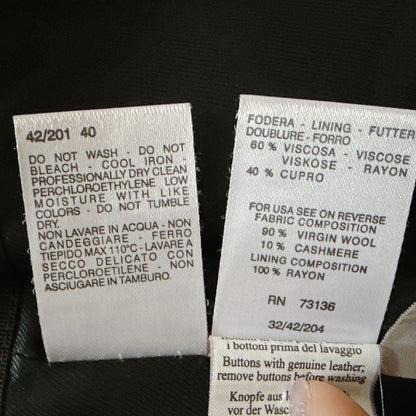 42/201 40
DO NOT WASH - DO NOT
BLEACH - COOL IRON -
PROFESSIONALLY DRY CLEAN
PERCHLOROETHYLENE LOW
MOISTURE WITH LIKE
COLORS - DO NOT TUMBLE
DRY.
NON LAVARE IN ACQUA - NON
CANDEGGIARE - FERRO
TIEPIDO MAX 110°C - LAVARE A
SECCO DELICATO CON
PERCLOROETILENE - NON
ASCIUGARE IN TAMBURO.
FODERA - LINING - FUTTER
DOUBLURE - FORRO
60 % VISCOSA - VISCOSE
VISKOSE - RAYON
40 % CUPRO
FOR USA SEE ON REVERSE
FABRIC COMPOSITION
90 % VIRGIN WOOL
10 % CASHMERE
LINING COMPOSITION
100 % RAYON
RN 73136
32/42/204
i bottoni prima del lavaggio
Buttons with genuine leather;
remove buttons before washing
Knöpfe aus
vor der